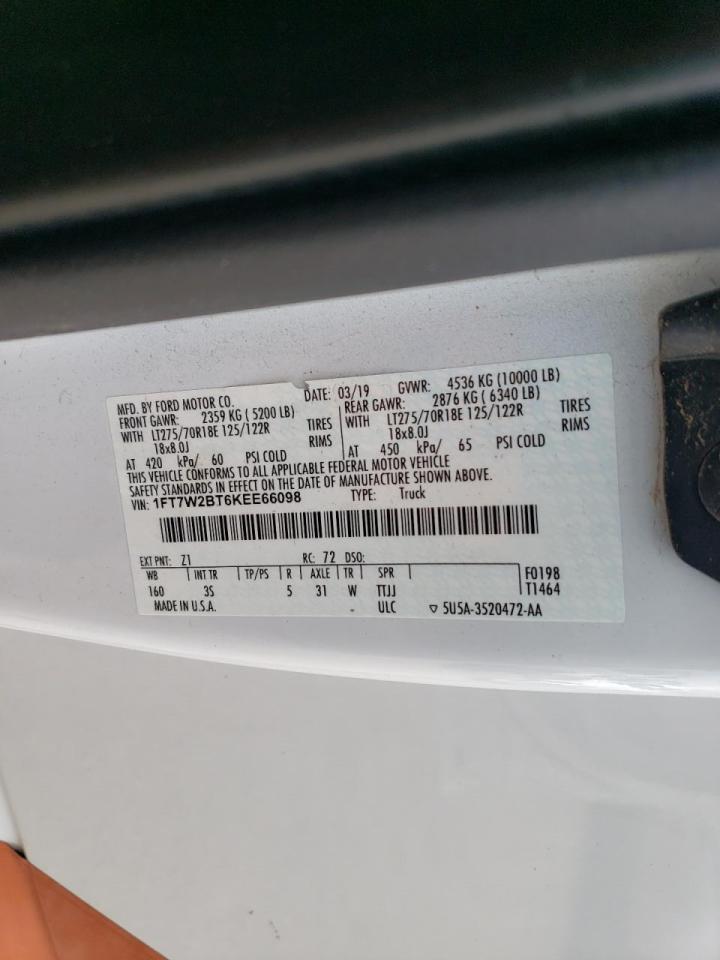 MFD. BY FORD MOTOR CO. DATE: 03/19 GVWR: 4536 KG (10000 LB)
FRONT GAWR: 2359 KG ( 5200 LB) REAR GAWR: 2876 KG ( 6340 LB)
WITH LT275/70R18E 125/122R TIRES WITH LT275/70R18E 125/122R TIRES
18x8.0J RIMS 18x8.0J RIMS
AT 420 kPa/ 60 PSI COLD AT 450 kPa/ 65 PSI COLD
THIS VEHICLE CONFORMS TO ALL APPLICABLE FEDERAL MOTOR VEHICLE
SAFETY STANDARDS IN EFFECT ON THE DATE OF MANUFACTURE SHOWN ABOVE.
VIN: 1FT7W2BT6KEE66098 TYPE: Truck
EXT PNT: Z1 RC: 72 DSO:
WB INT TR TP/PS R AXLE TR SPR F0198
160 3S 5 31 W TTJJ T1464
MADE IN U.S.A. ULC ▽ 5U5A-3520472-AA